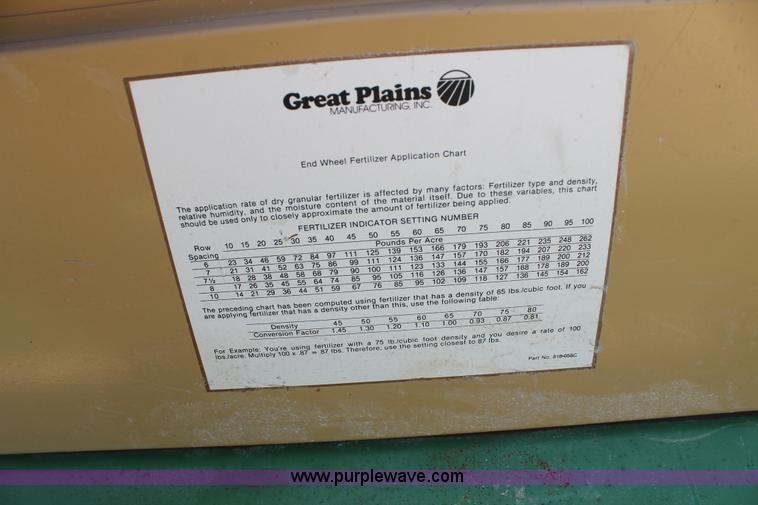 Great Plains
MANUFACTURING, INC.
End Wheel Fertilizer Application Chart
The application rate of dry granular fertilizer is affected by many factors: Fertilizer type and density,
relative humidity, and the moisture content of the material itself. Due to these variables, this chart
should be used only to closely approximate the amount of fertilizer being applied.
FERTILIZER INDICATOR SETTING NUMBER
Row 10 15 20 25 30 35 40 45 50 55 60 65 70 75 80 85 90 95 100
Spacing Pounds Per Acre
6 23 34 46 59 72 84 97 111 125 139 153 166 179 193 206 221 235 248 262
7 21 31 41 52 63 75 86 99 111 124 136 147 157 170 182 194 207 220 233
7½ 18 28 38 48 58 68 79 90 100 111 123 133 144 155 166 177 189 200 212
8 17 26 35 45 55 64 74 85 95 105 116 126 136 147 157 168 178 189 200
10 14 21 29 36 44 51 59 67 76 85 95 102 109 118 127 136 145 154 162
The preceding chart has been computed using fertilizer that has a density of 65 lbs./cubic foot. If you
are applying fertilizer that has a density other than this, use the following table:
Density 45 50 55 60 65 70 75 80
Conversion Factor 1.45 1.30 1.20 1.10 1.00 0.93 0.87 0.81
For Example: You're using fertilizer with a 75 lb./cubic foot density and you desire a rate of 100
lbs./acre. Multiply 100 x .87 = 87 lbs. Therefore, use the setting closest to 87 lbs.
Part No. 818-056C
www.purplewave.com